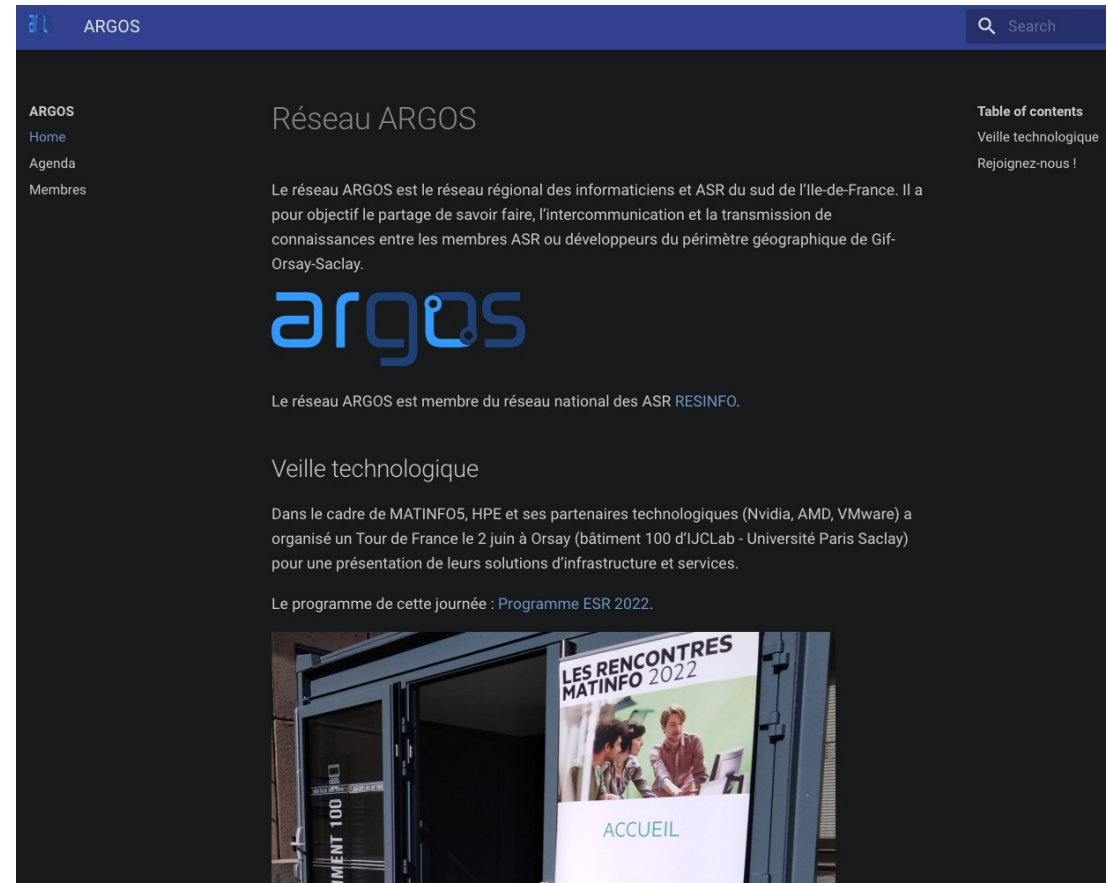 ARGOS
Search
ARGOS
Home
Agenda
Membres
Réseau ARGOS
Le réseau ARGOS est le réseau régional des informaticiens et ASR du sud de l'Ile-de-France. Il a
pour objectif le partage de savoir faire, l'intercommunication et la transmission de
connaissances entre les membres ASR ou développeurs du périmètre géographique de Gif-
Orsay-Saclay.
argos
Le réseau ARGOS est membre du réseau national des ASR RESINFO.
Veille technologique
Dans le cadre de MATINFO5, HPE et ses partenaires technologiques (Nvidia, AMD, VMware) a
organisé un Tour de France le 2 juin à Orsay (bâtiment 100 d'IJCLab - Université Paris Saclay)
pour une présentation de leurs solutions d'infrastructure et services.
Le programme de cette journée : Programme ESR 2022.
LES RENCONTRES
MATINFO 2022
ACCUEIL
100
Table of contents
Veille technologique
Rejoignez-nous !